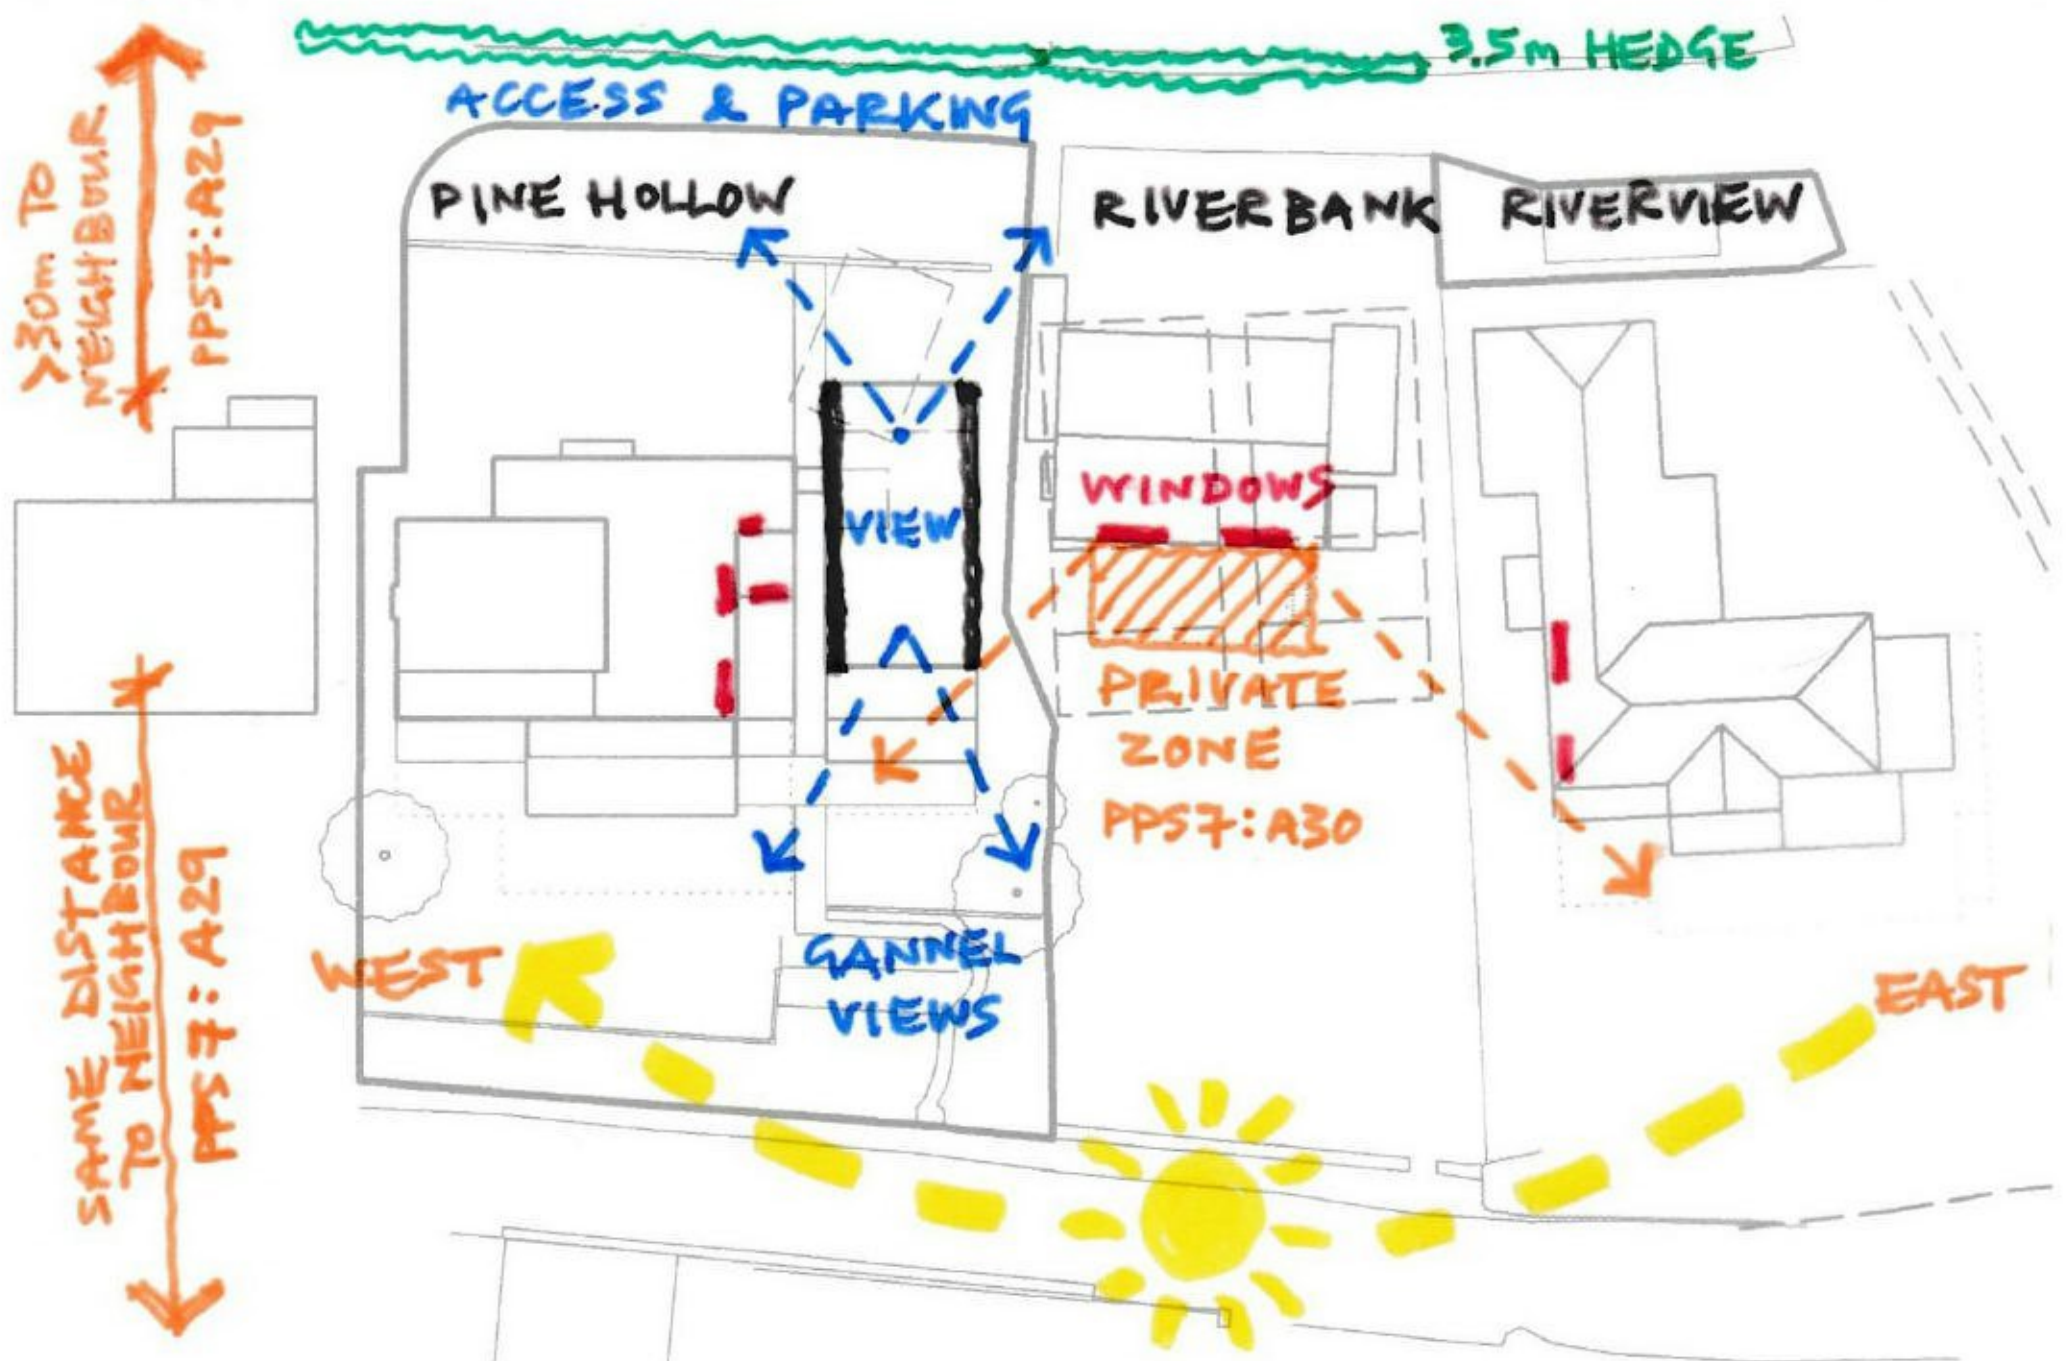 3.5m HEDGE
ACCESS & PARKING
PINE HOLLOW
RIVERBANK
RIVERVIEW
>30m TO
NEIGHBOUR
PPS7:A29
VIEW
WINDOWS
PRIVATE
ZONE
PPS7:A30
SAME DISTANCE
TO NEIGHBOUR
PPS7:A29
WEST
GANNEL
VIEWS
EAST